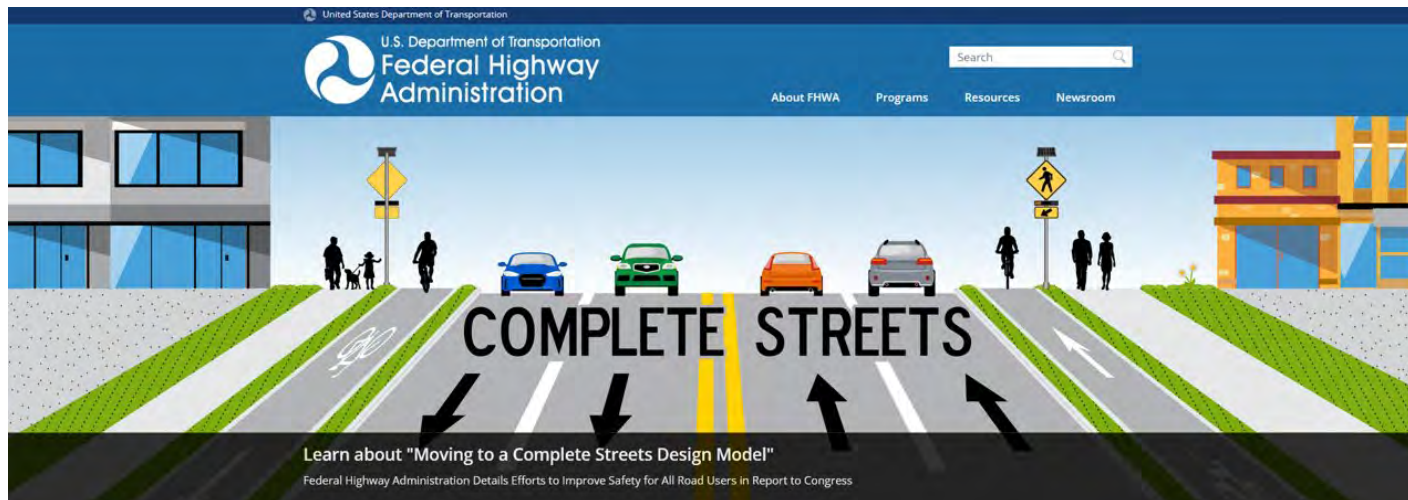 United States Department of Transportation
U.S. Department of Transportation
Federal Highway
Administration
Search
About FHWA Programs Resources Newsroom
COMPLETE STREETS
Learn about "Moving to a Complete Streets Design Model"
Federal Highway Administration Details Efforts to Improve Safety for All Road Users in Report to Congress